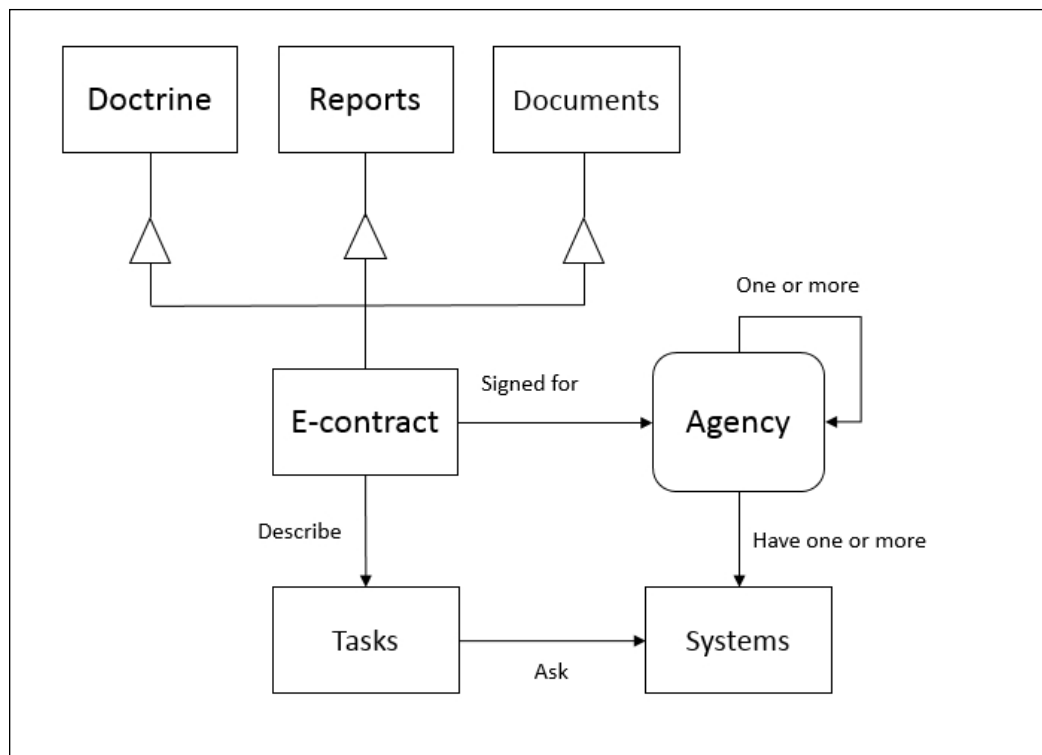 Doctrine
Reports
Documents
One or more
Signed for
E-contract
Agency
Describe
Have one or more
Tasks
Systems
Ask